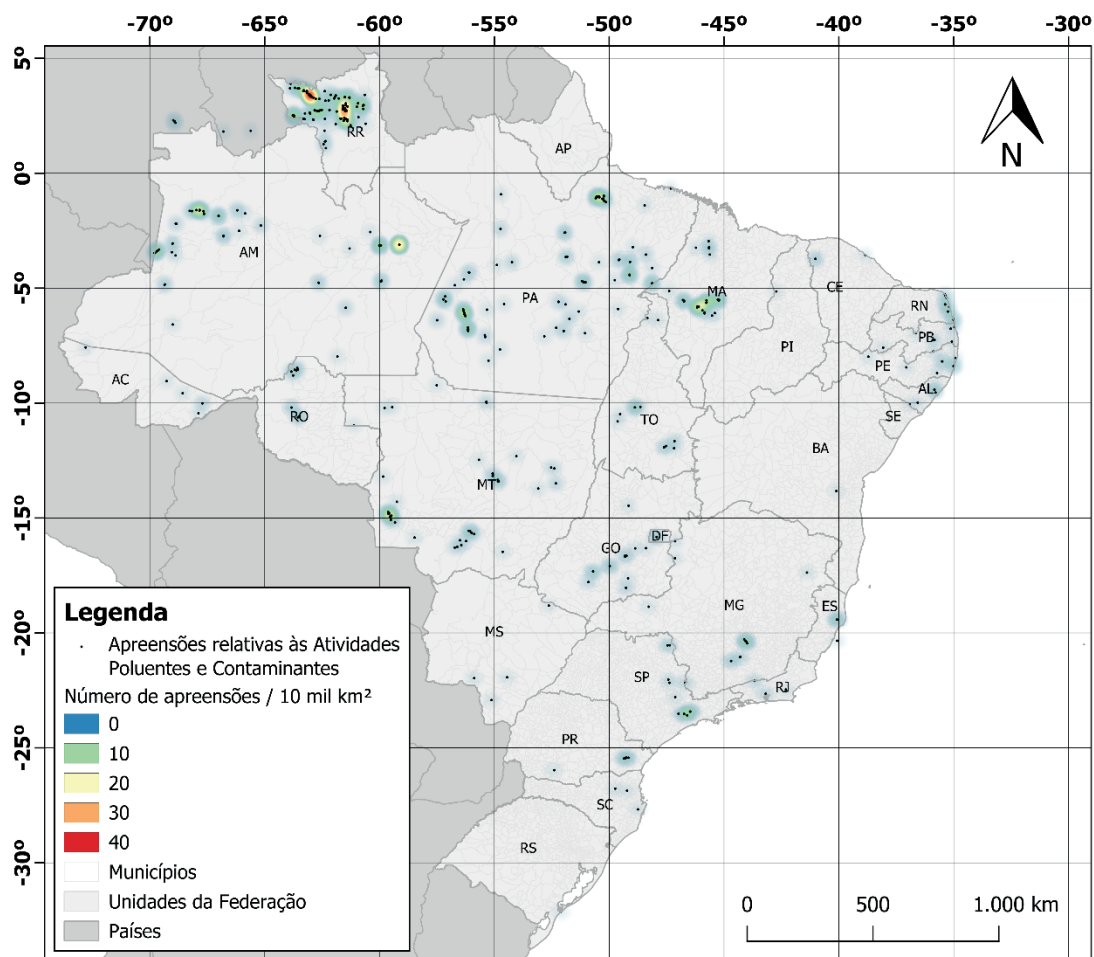 -70º -65º -60º -55º -50º -45º -40º -35º -30º
5º
0º
-5º
-10º
-15º
-20º
-25º
-30º
N
RR
AP
AM
PA
MA
CE
RN
PB
PE
PI
AL
SE
AC
RO
TO
BA
MT
GO
DF
MG
ES
MS
SP
RJ
PR
SC
RS
Legenda
Apreensões relativas às Atividades
Poluentes e Contaminantes
Número de apreensões / 10 mil km²
0
10
20
30
40
Municípios
Unidades da Federação
Países
0 500 1.000 km